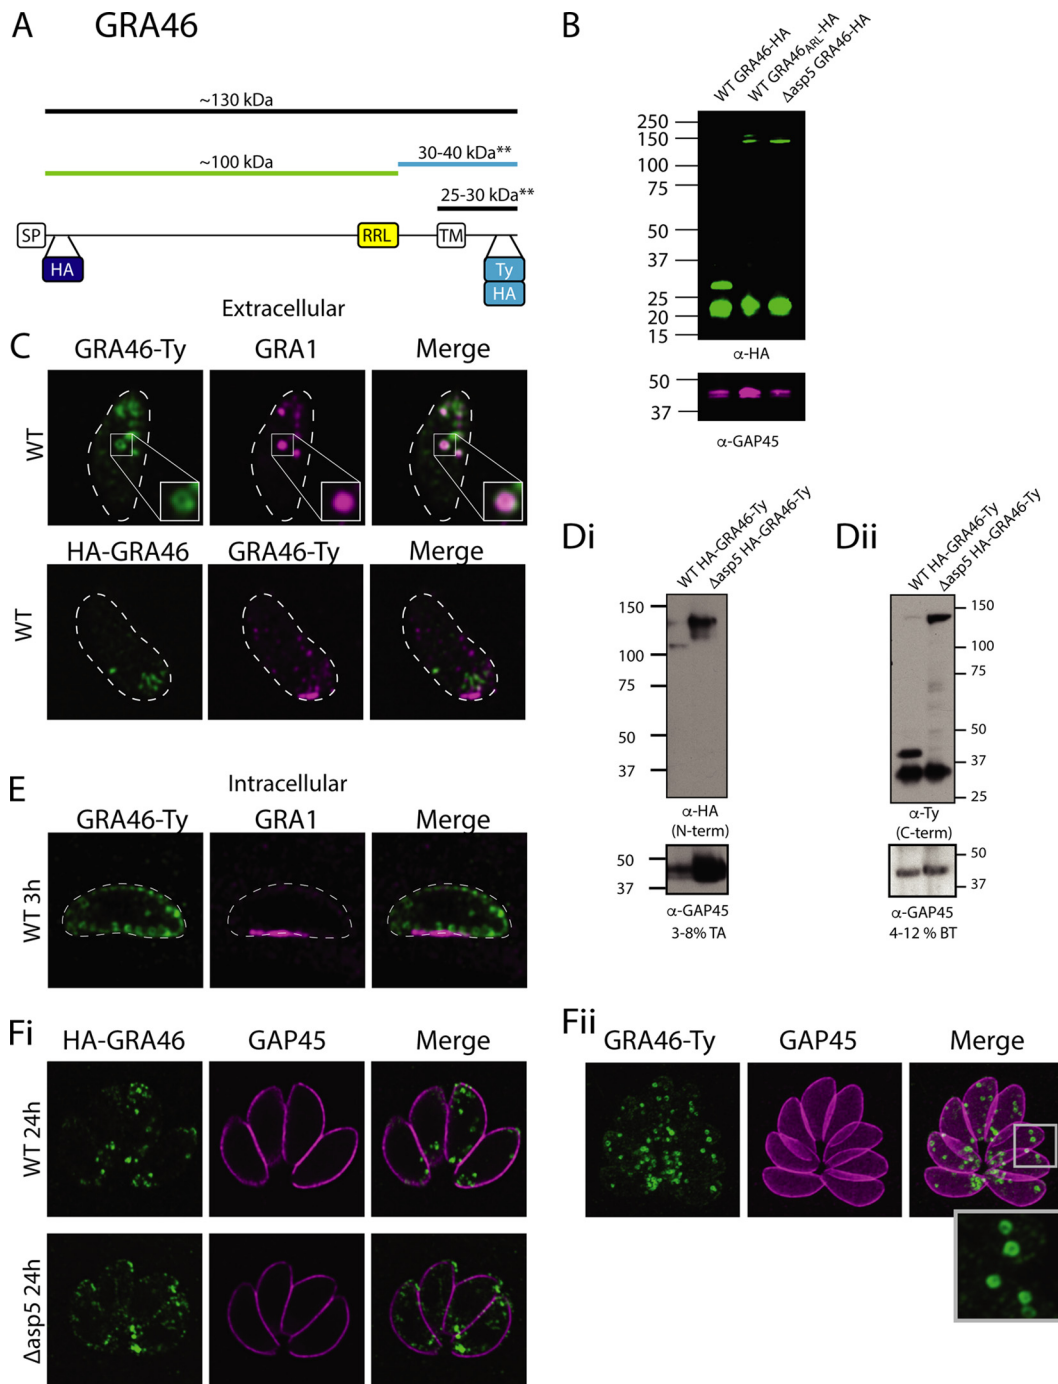 A GRA46
~130 kDa
30-40 kDa**
~100 kDa
25-30 kDa**
SP RRL TM
HA Ty
HA
B
WT GRA46-HA
WT GRA46ARL-HA
Δasp5 GRA46-HA
250
150
100
75
50
37
25
20
15
α-HA
50
37
α-GAP45
Extracellular
C
GRA46-Ty GRA1 Merge
WT
HA-GRA46 GRA46-Ty Merge
WT
Di
WT HA-GRA46-Ty
Δasp5 HA-GRA46-Ty
150
100
75
50
37
α-HA
(N-term)
50
37
α-GAP45
3-8% TA
Dii
WT HA-GRA46-Ty
Δasp5 HA-GRA46-Ty
150
100
75
50
37
25
α-Ty
(C-term)
50
37
α-GAP45
4-12 % BT
Intracellular
E
GRA46-Ty GRA1 Merge
WT 3h
Fi
HA-GRA46 GAP45 Merge
WT 24h
Δasp5 24h
Fii
GRA46-Ty GAP45 Merge